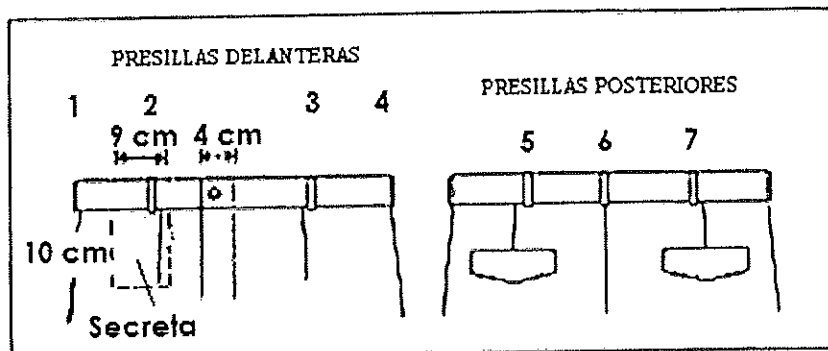 PRESILLAS DELANTERAS
1 2 3 4
9 cm 4 cm
10 cm
Secreta
PRESILLAS POSTERIORES
5 6 7